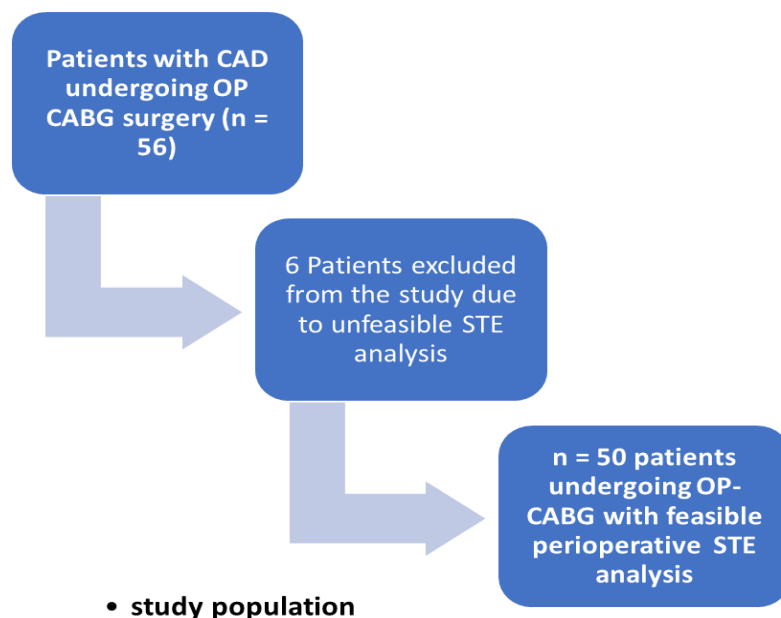 Patients with CAD
undergoing OP
CABG surgery (n =
56)
6 Patients excluded
from the study due
to unfeasible STE
analysis
n = 50 patients
undergoing OP-
CABG with feasible
perioperative STE
analysis
• study population